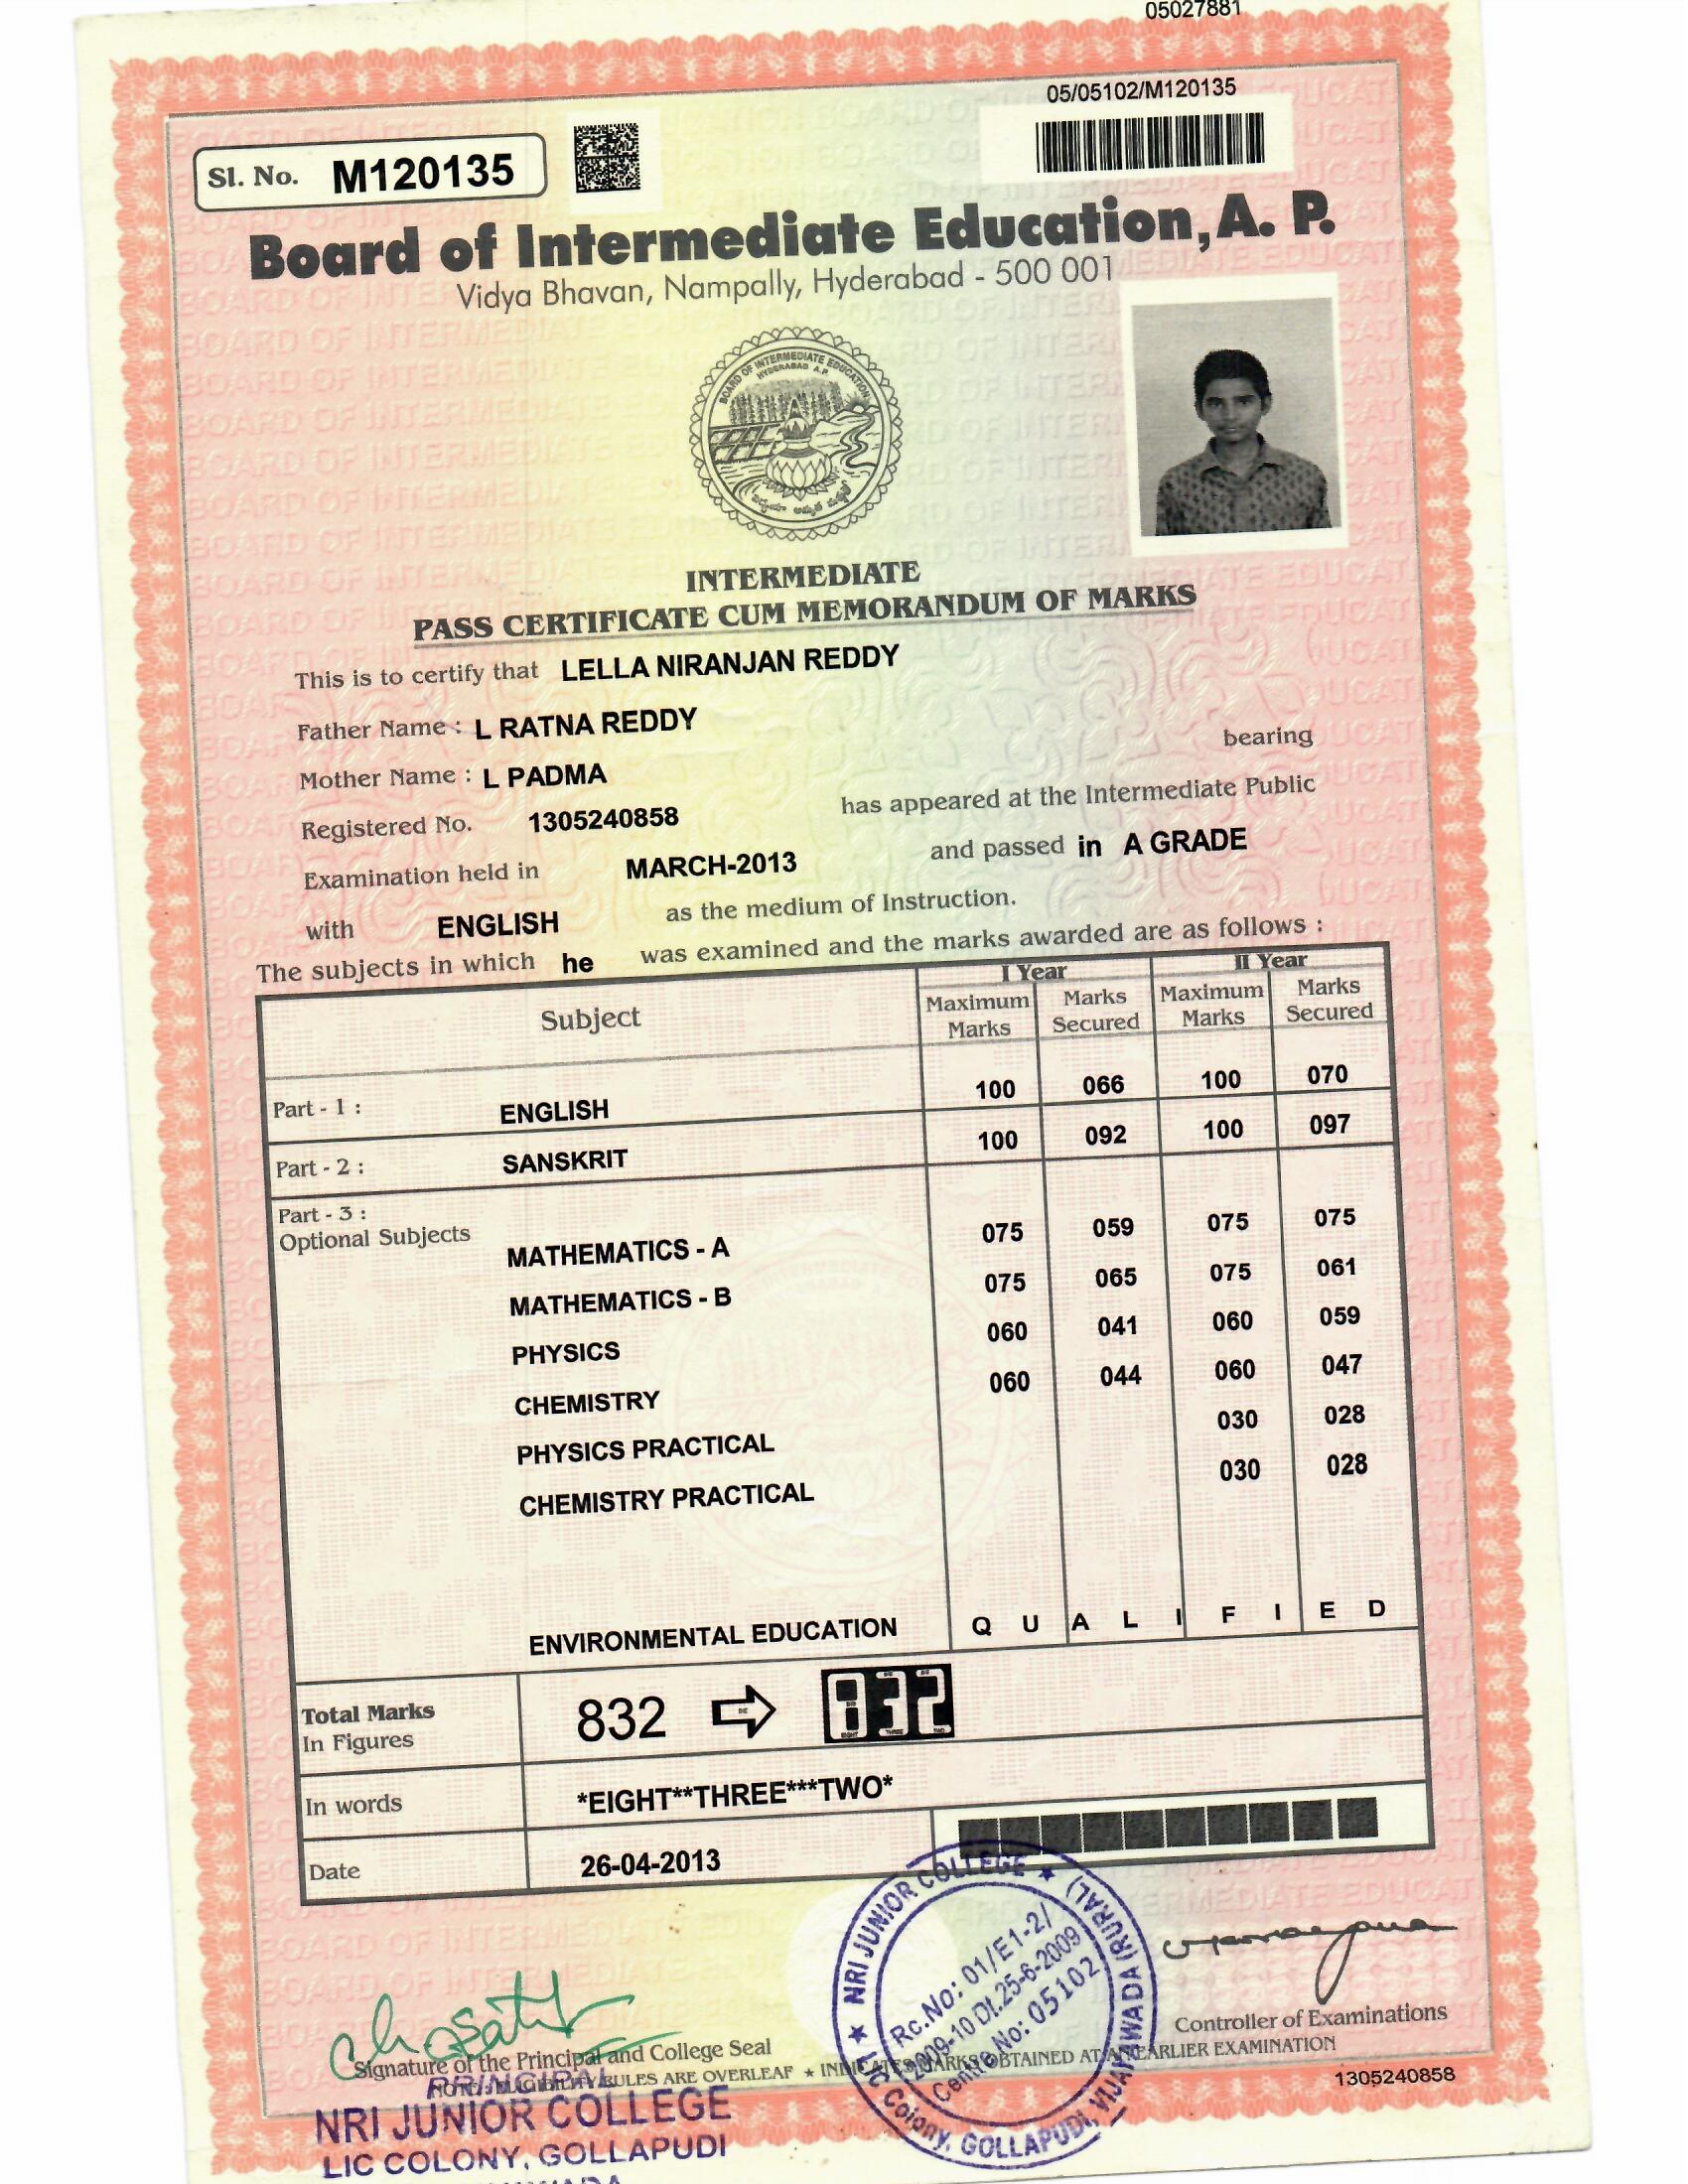 05027881
05/05102/M120135
Sl. No. M120135
Board of Intermediate Education, A. P.
Vidya Bhavan, Nampally, Hyderabad - 500 001
BOARD OF INTERMEDIATE EDUCATION
HYDERABAD A.P.
INTERMEDIATE
PASS CERTIFICATE CUM MEMORANDUM OF MARKS
This is to certify that LELLA NIRANJAN REDDY
Father Name : L RATNA REDDY
bearing
Mother Name : L PADMA
Registered No. 1305240858 has appeared at the Intermediate Public
Examination held in MARCH-2013 and passed in A GRADE
with ENGLISH as the medium of Instruction.
The subjects in which he was examined and the marks awarded are as follows :
Subject I Year II Year
Maximum Marks Marks Secured Maximum Marks Marks Secured
Part - 1 : ENGLISH 100 066 100 070
Part - 2 : SANSKRIT 100 092 100 097
Part - 3 :
Optional Subjects
MATHEMATICS - A 075 059 075 075
MATHEMATICS - B 075 065 075 061
PHYSICS 060 041 060 059
CHEMISTRY 060 044 060 047
PHYSICS PRACTICAL 030 028
CHEMISTRY PRACTICAL 030 028
ENVIRONMENTAL EDUCATION Q U A L I F I E D
Total Marks
In Figures 832 832
In words *EIGHT**THREE***TWO*
Date 26-04-2013
NRI JUNIOR COLLEGE ★ LIC Colony, GOLLAPUDI, VIJAYAWADA (RURAL) ★
Rc.No: 01/E1-2/
2009-10 Dt.25-6-2009
Centre No: 05102
Controller of Examinations
Signature of the Principal and College Seal
NOTE : ELIGIBILITY RULES ARE OVERLEAF ★ INDICATES MARKS OBTAINED AT AN EARLIER EXAMINATION
1305240858
PRINCIPAL
NRI JUNIOR COLLEGE
LIC COLONY, GOLLAPUDI